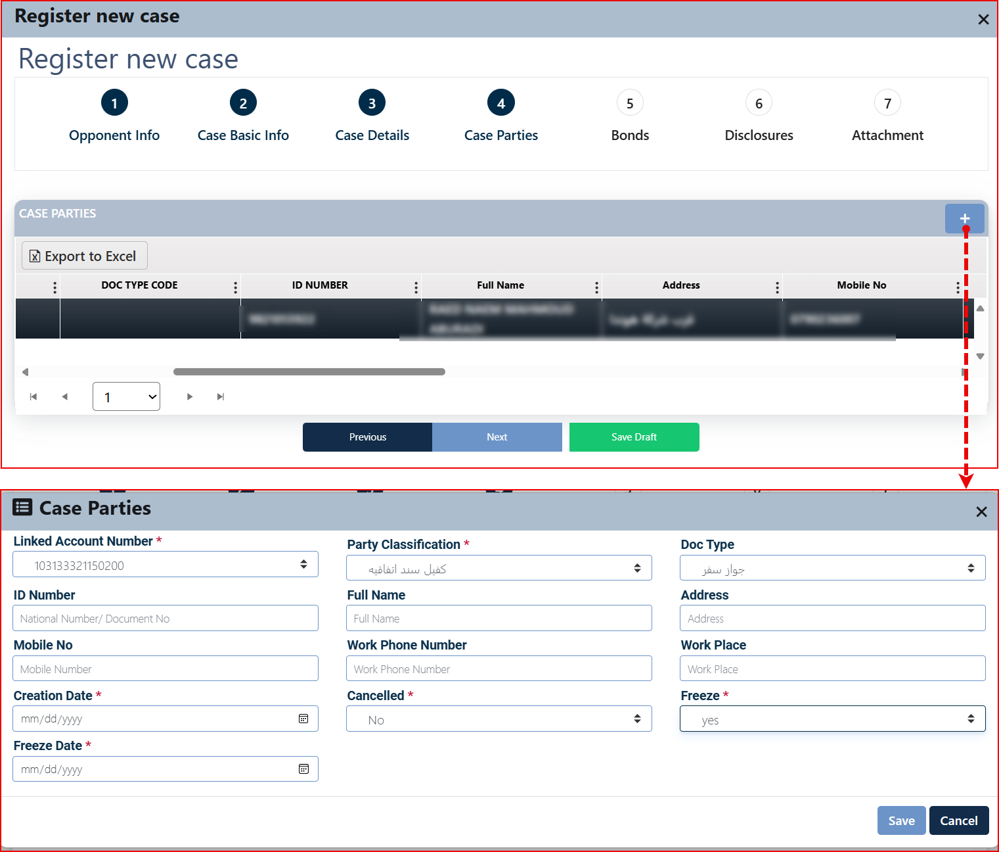 Register new case
Register new case
1 2 3 4 5 6 7
Opponent Info Case Basic Info Case Details Case Parties Bonds Disclosures Attachment
CASE PARTIES
+
Export to Excel
DOC TYPE CODE ID NUMBER Full Name Address Mobile No
1
Previous Next Save Draft
Case Parties
Linked Account Number * Party Classification * Doc Type
103133321150200 كفيل سند اتفاقيه جواز سفر
ID Number Full Name Address
National Number/ Document No Full Name Address
Mobile No Work Phone Number Work Place
Mobile Number Work Phone Number Work Place
Creation Date * Cancelled * Freeze *
mm/dd/yyyy No yes
Freeze Date *
mm/dd/yyyy
Save Cancel